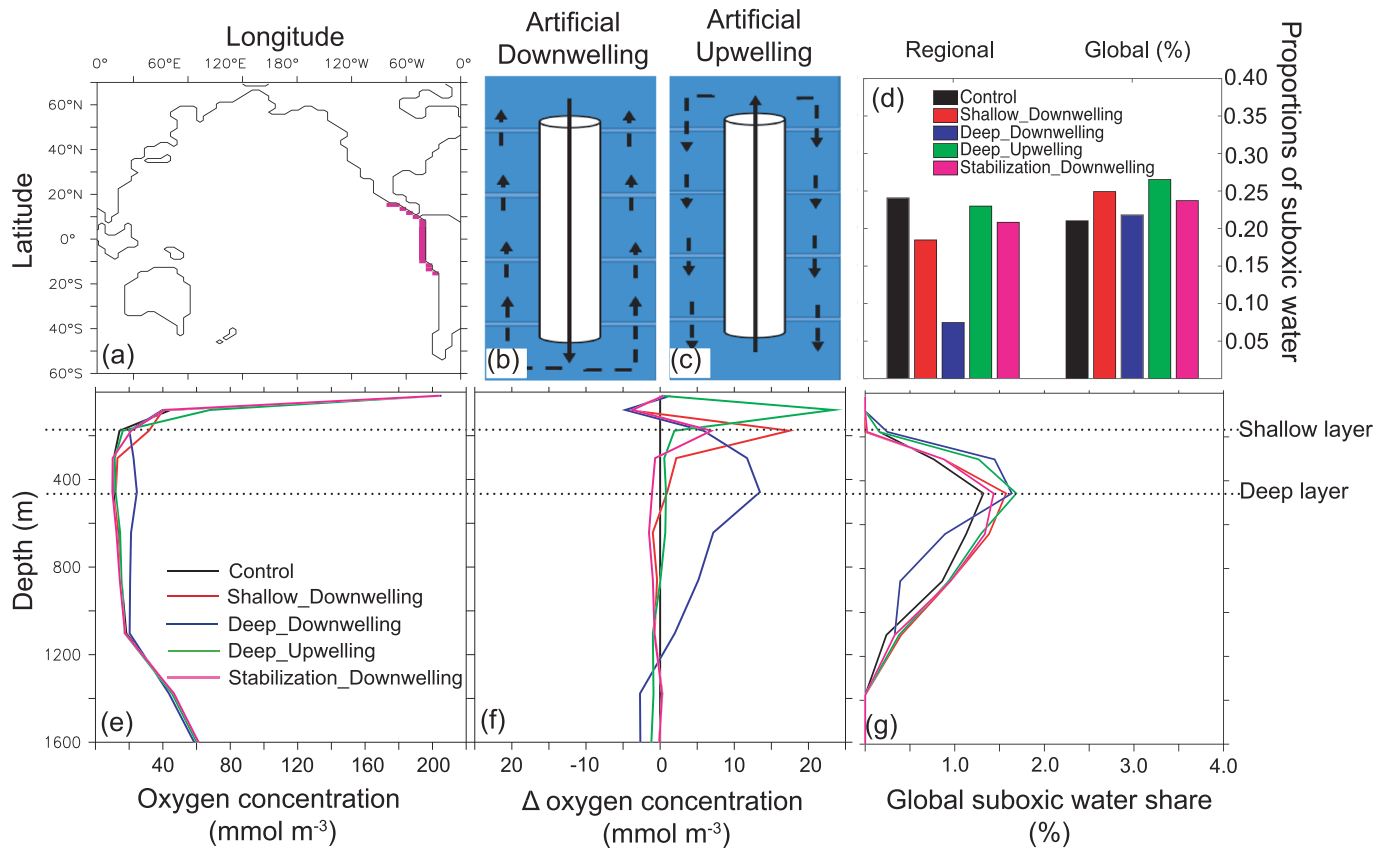 Longitude
0° 60°E 120°E 180° 120°W 60°W 0°
Latitude
60°N
40°N
20°N
0°
20°S
40°S
60°S
(a)
Artificial
Downwelling
(b)
Artificial
Upwelling
(c)
Regional Global (%)
(d)
Control
Shallow_Downwelling
Deep_Downwelling
Deep_Upwelling
Stabilization_Downwelling
0.40
0.35
0.30
0.25
0.20
0.15
0.10
0.05
Proportions of suboxic
water
Depth (m)
400
800
1200
1600
Control
Shallow_Downwelling
Deep_Downwelling
Deep_Upwelling
Stabilization_Downwelling
(e)
40 80 120 160 200
Oxygen concentration
(mmol m-3)
(f)
20 -10 0 10 20
Δ oxygen concentration
(mmol m-3)
Shallow layer
Deep layer
(g)
1.0 2.0 3.0 4.0
Global suboxic water share
(%)